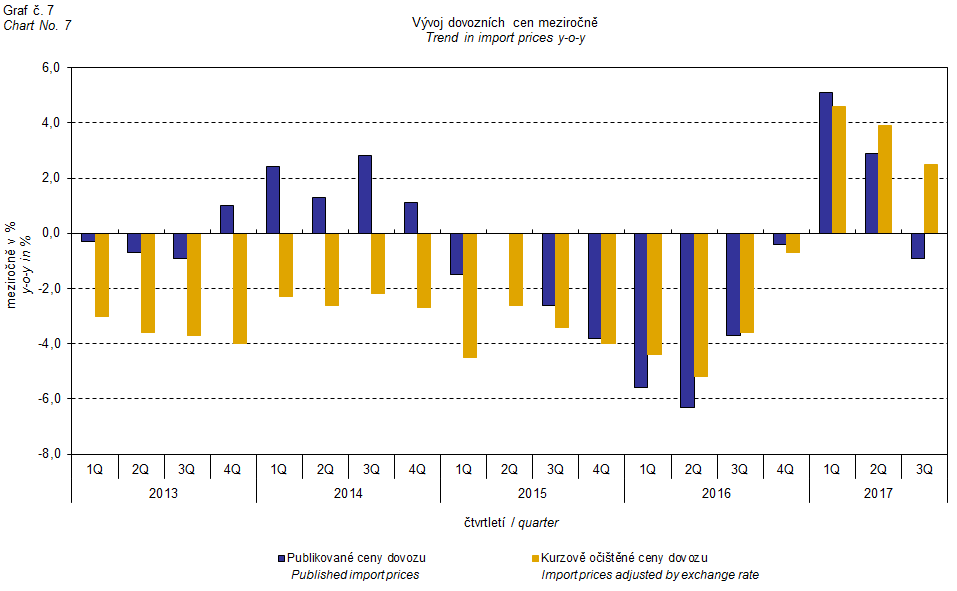 Graf č. 7
Chart No. 7
Vývoj dovozních cen meziročně
Trend in import prices y-o-y
meziročně v %
y-o-y in %
6,0
4,0
2,0
0,0
-2,0
-4,0
-6,0
-8,0
1Q 2Q 3Q 4Q 1Q 2Q 3Q 4Q 1Q 2Q 3Q 4Q 1Q 2Q 3Q 4Q 1Q 2Q 3Q
2013 2014 2015 2016 2017
čtvrtletí / quarter
Publikované ceny dovozu Kurzově očištěné ceny dovozu
Published import prices Import prices adjusted by exchange rate